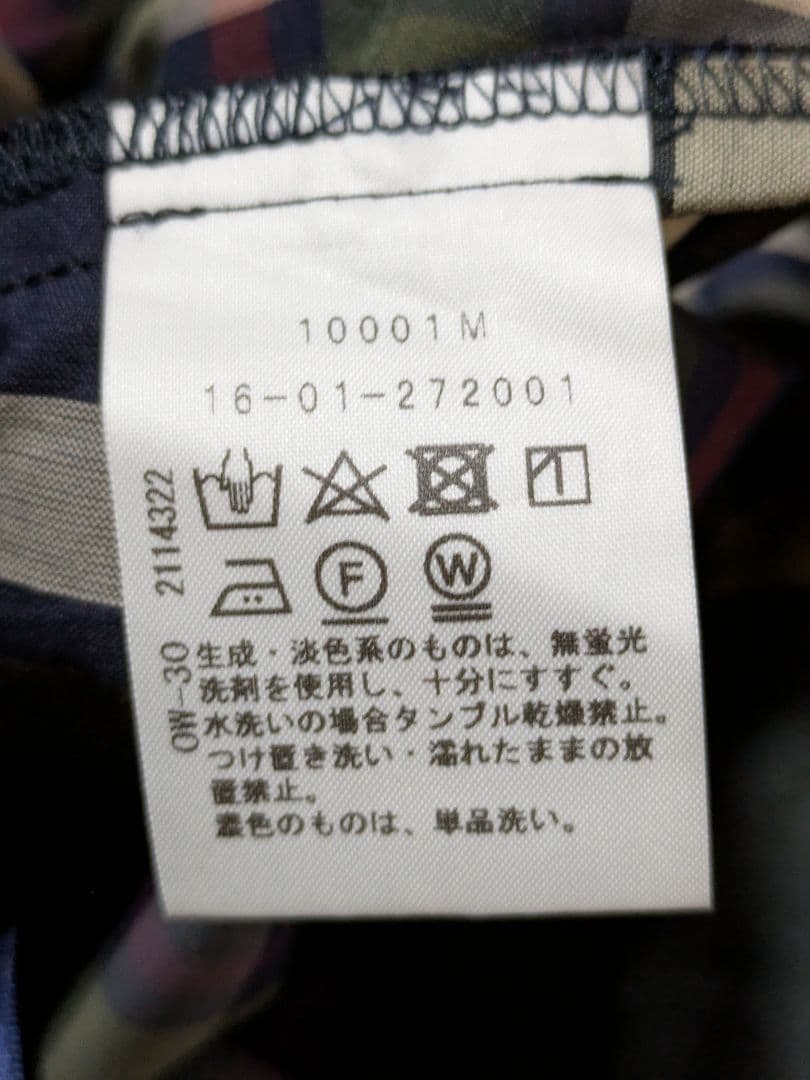 10001M
16-01-272001
2114322
F
W
OW-30
生成・淡色系のものは、無蛍光
洗剤を使用し、十分にすすぐ。
水洗いの場合タンブル乾燥禁止。
つけ置き洗い・濡れたままの放
置禁止。
濃色のものは、単品洗い。